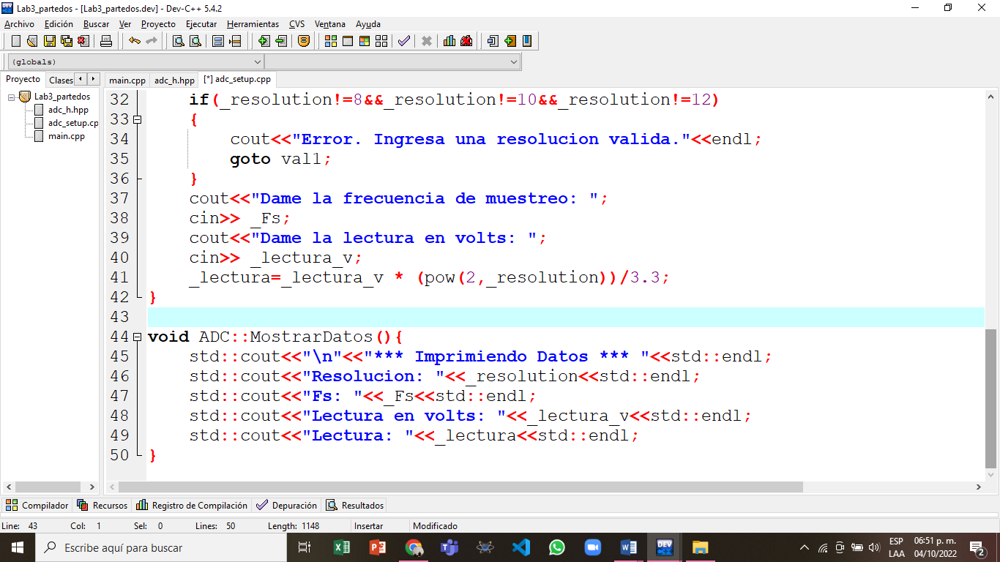 Lab3_partedos - [Lab3_partedos.dev] - Dev-C++ 5.4.2
Archivo Edición Buscar Ver Proyecto Ejecutar Herramientas CVS Ventana Ayuda
(globals)
Proyecto Clases main.cpp adc_h.hpp [*] adc_setup.cpp
Lab3_partedos
adc_h.hpp
adc_setup.cp
main.cpp
32 if(_resolution!=8&&_resolution!=10&&_resolution!=12)
33 {
34 cout<<"Error. Ingresa una resolucion valida."<<endl;
35 goto val1;
36 }
37 cout<<"Dame la frecuencia de muestreo: ";
38 cin>> _Fs;
39 cout<<"Dame la lectura en volts: ";
40 cin>> _lectura_v;
41 _lectura=_lectura_v * (pow(2,_resolution))/3.3;
42 }
43
44 void ADC::MostrarDatos(){
45 std::cout<<"\n"<<"*** Imprimiendo Datos *** "<<std::endl;
46 std::cout<<"Resolucion: "<<_resolution<<std::endl;
47 std::cout<<"Fs: "<<_Fs<<std::endl;
48 std::cout<<"Lectura en volts: "<<_lectura_v<<std::endl;
49 std::cout<<"Lectura: "<<_lectura<<std::endl;
50 }
Compilador Recursos Registro de Compilación Depuración Resultados
Line: 43 Col: 1 Sel: 0 Lines: 50 Length: 1148 Insertar Modificado
Escribe aquí para buscar
ESP 06:51 p. m.
LAA 04/10/2022
2